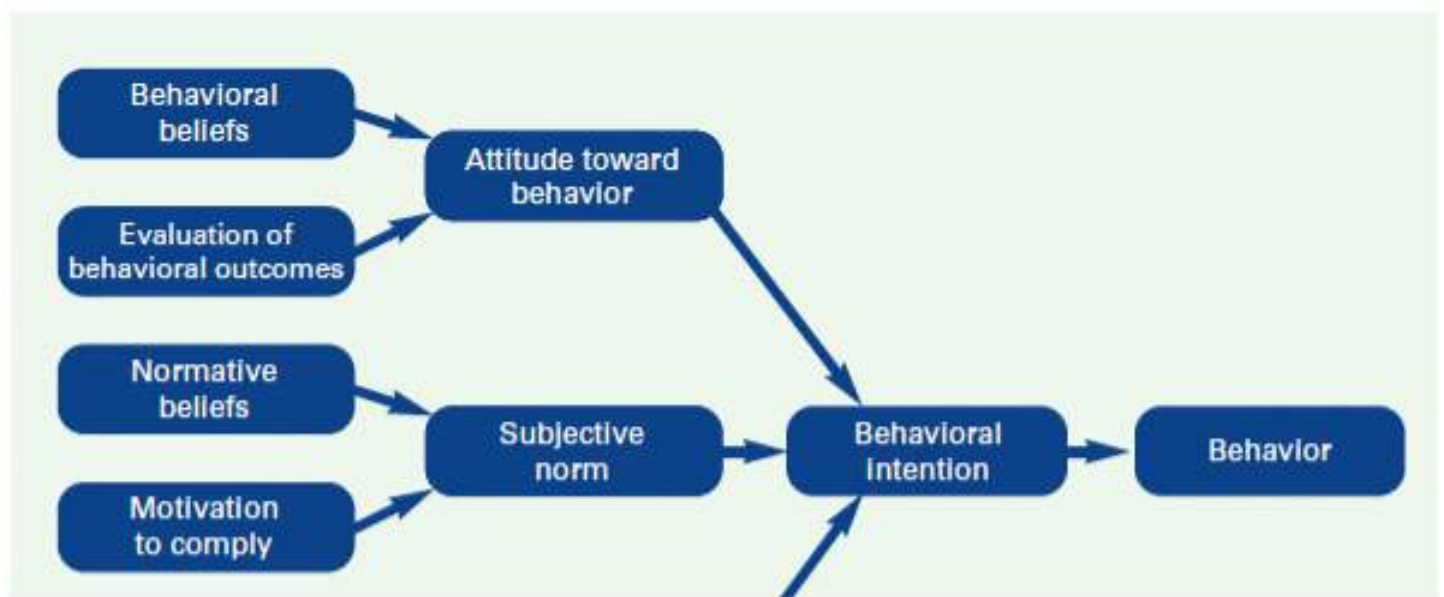 Behavioral
beliefs
Attitude toward
behavior
Evaluation of
behavioral outcomes
Normative
beliefs
Subjective
norm
Behavioral
intention
Behavior
Motivation
to comply